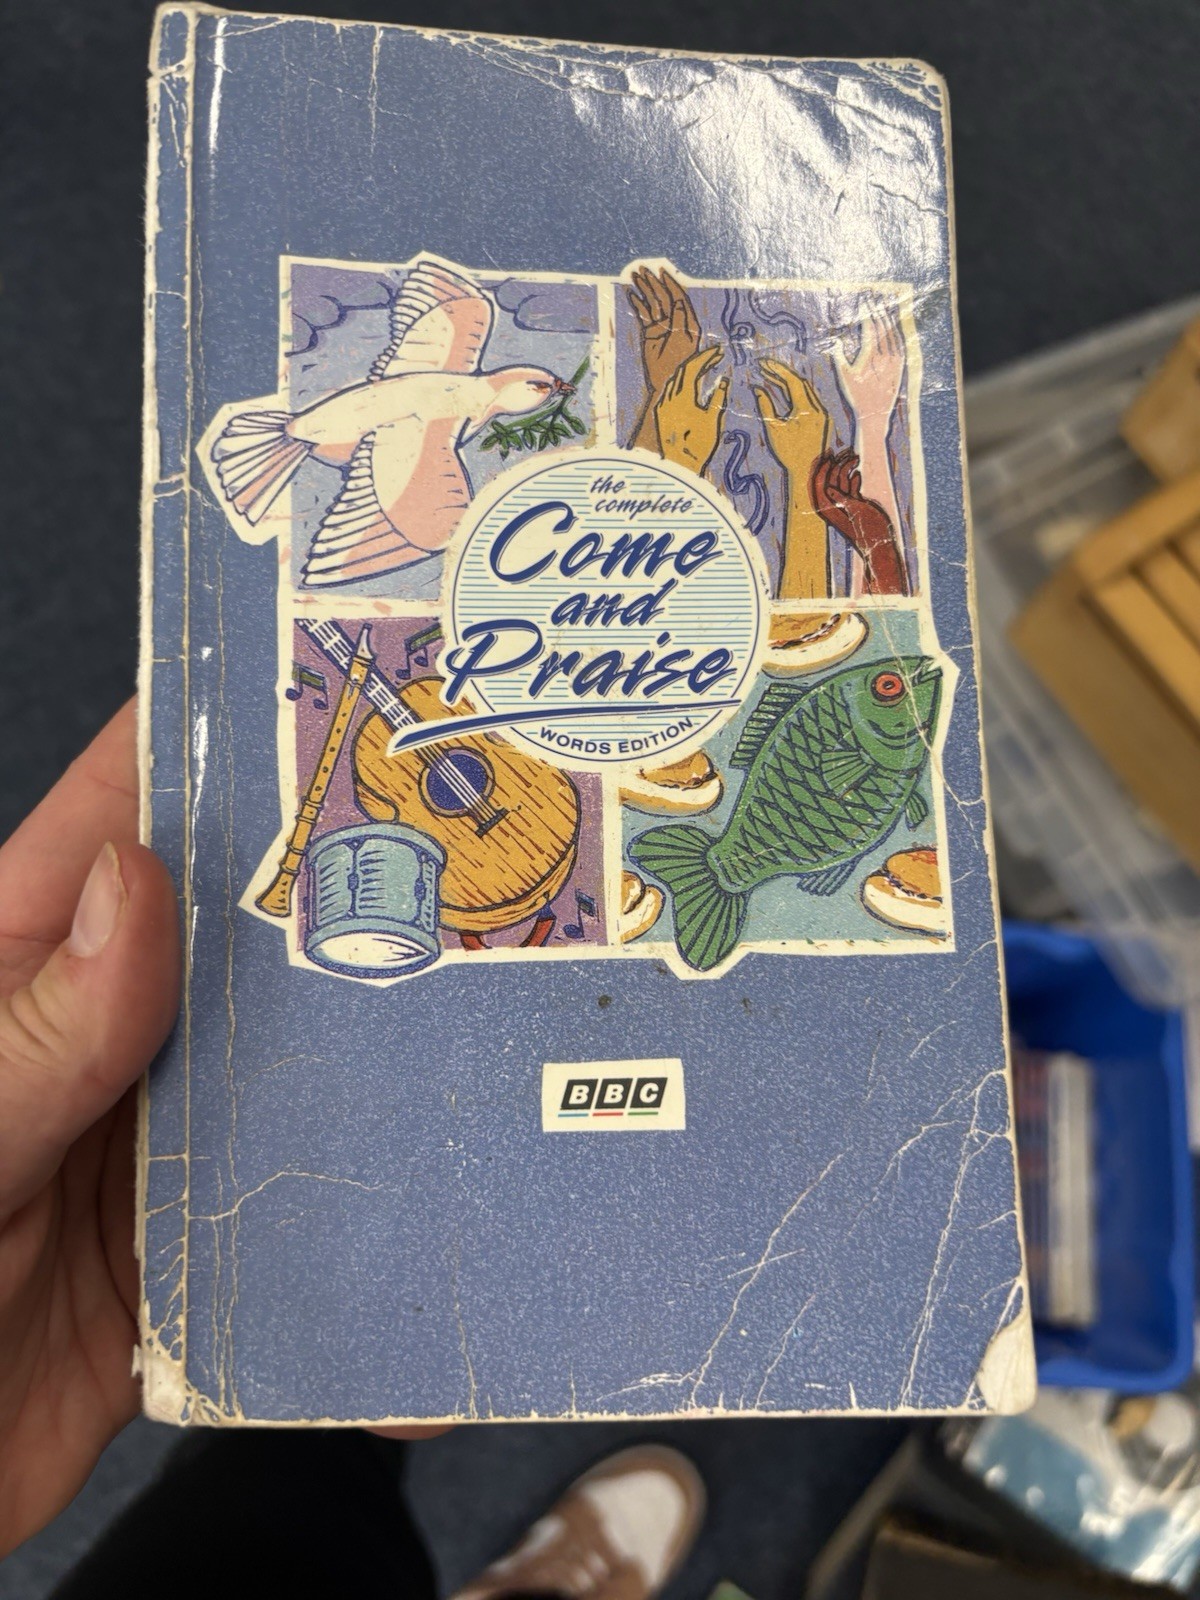 the
complete
Come
and
Praise
WORDS EDITION
BBC